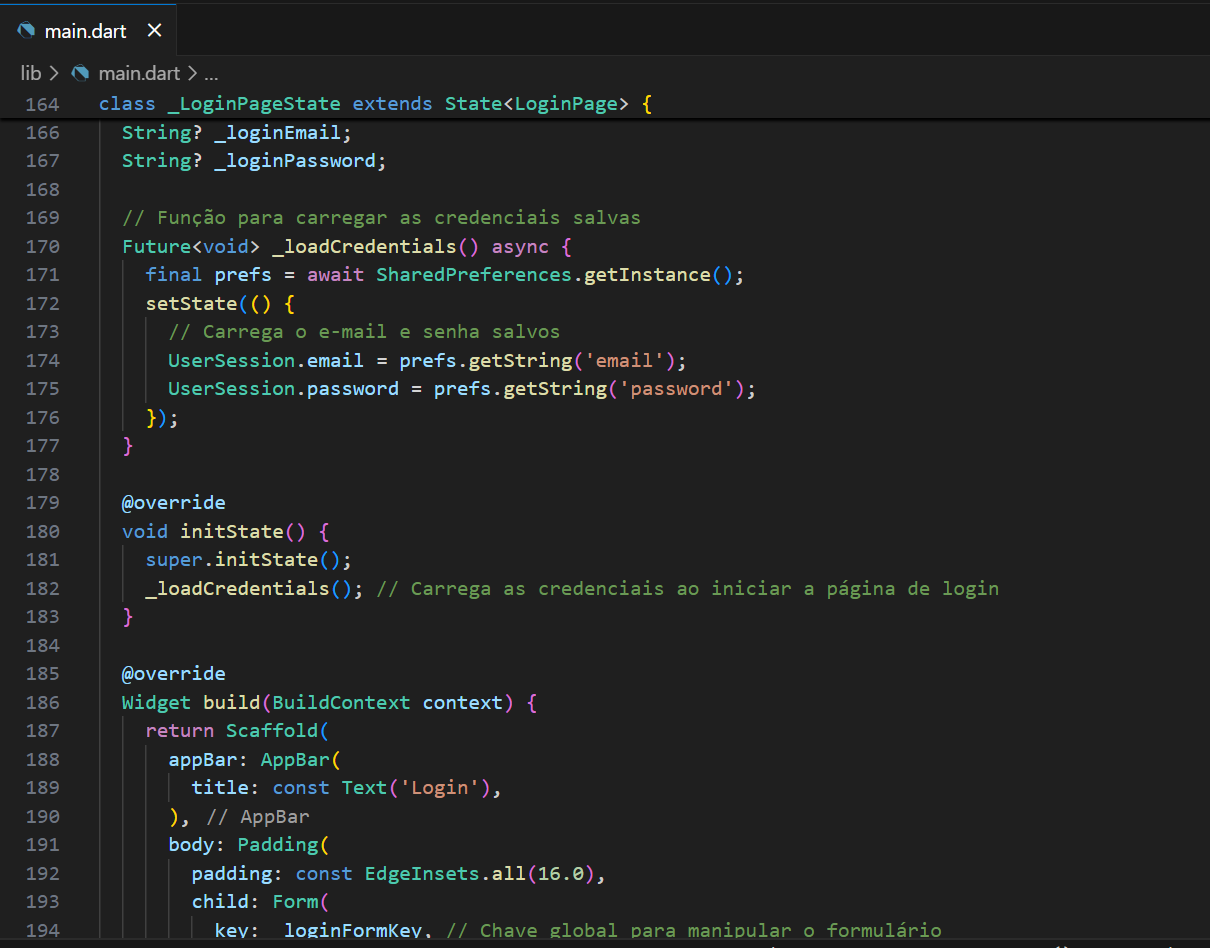 main.dart
lib > main.dart > ...
164 class _LoginPageState extends State<LoginPage> {
166 String? _loginEmail;
167 String? _loginPassword;
168
169 // Função para carregar as credenciais salvas
170 Future<void> _loadCredentials() async {
171 final prefs = await SharedPreferences.getInstance();
172 setState(() {
173 // Carrega o e-mail e senha salvos
174 UserSession.email = prefs.getString('email');
175 UserSession.password = prefs.getString('password');
176 });
177 }
178
179 @override
180 void initState() {
181 super.initState();
182 _loadCredentials(); // Carrega as credenciais ao iniciar a página de login
183 }
184
185 @override
186 Widget build(BuildContext context) {
187 return Scaffold(
188 appBar: AppBar(
189 title: const Text('Login'),
190 ), // AppBar
191 body: Padding(
192 padding: const EdgeInsets.all(16.0),
193 child: Form(
194 key: _loginFormKey, // Chave global para manipular o formulário